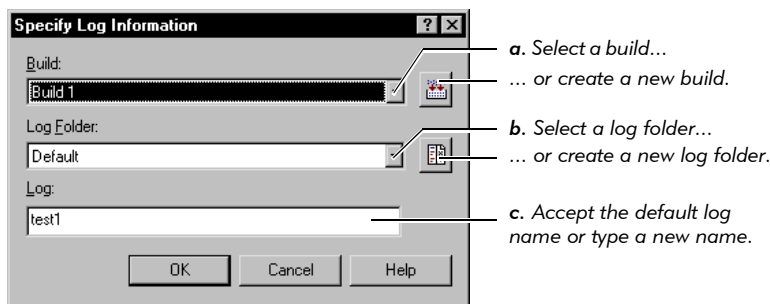 Specify Log Information
Build:
Build 1
Log Folder:
Default
Log:
test1
OK Cancel Help
a. Select a build...
... or create a new build.
b. Select a log folder...
... or create a new log folder.
c. Accept the default log
name or type a new name.